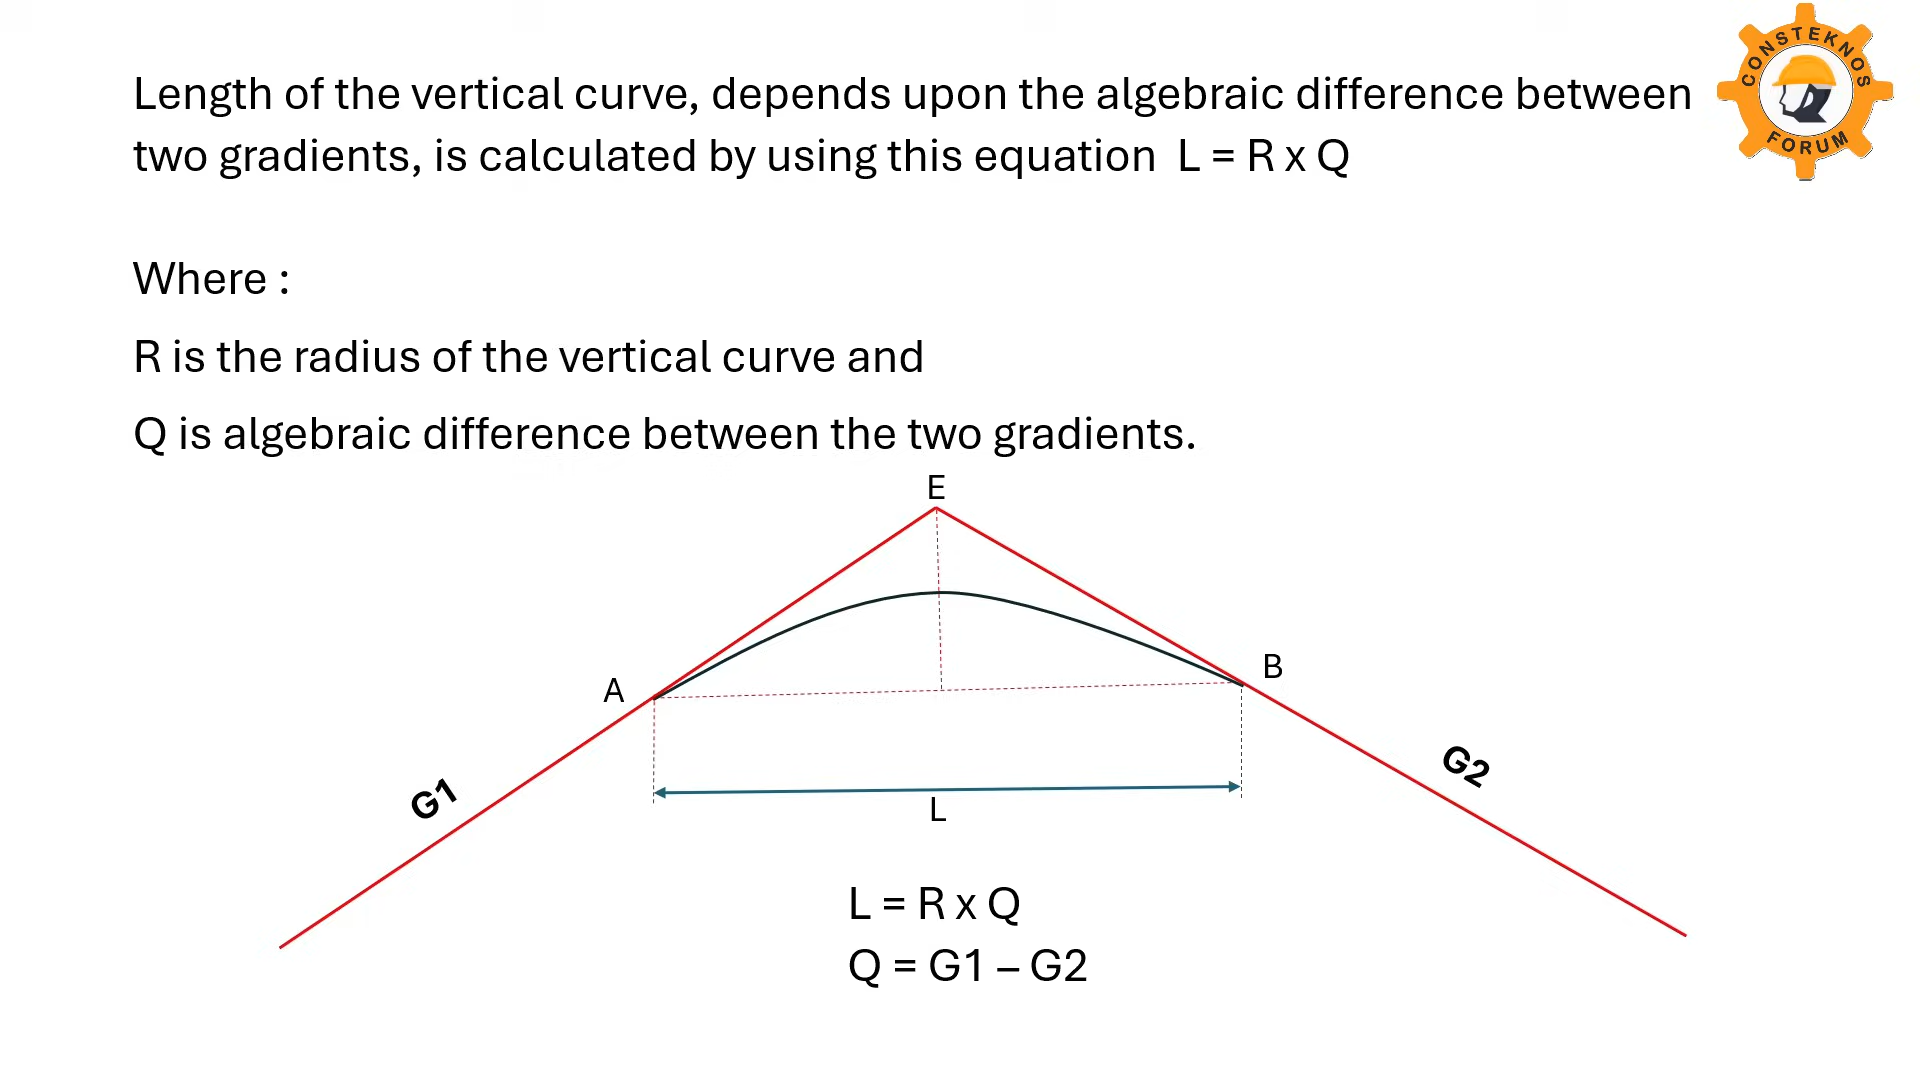 Length of the vertical curve, depends upon the algebraic difference between
two gradients, is calculated by using this equation L = R x Q
CONSTEKNOS
FORUM
Where :
R is the radius of the vertical curve and
Q is algebraic difference between the two gradients.
E
A
B
G1
G2
L
L = R x Q
Q = G1 – G2